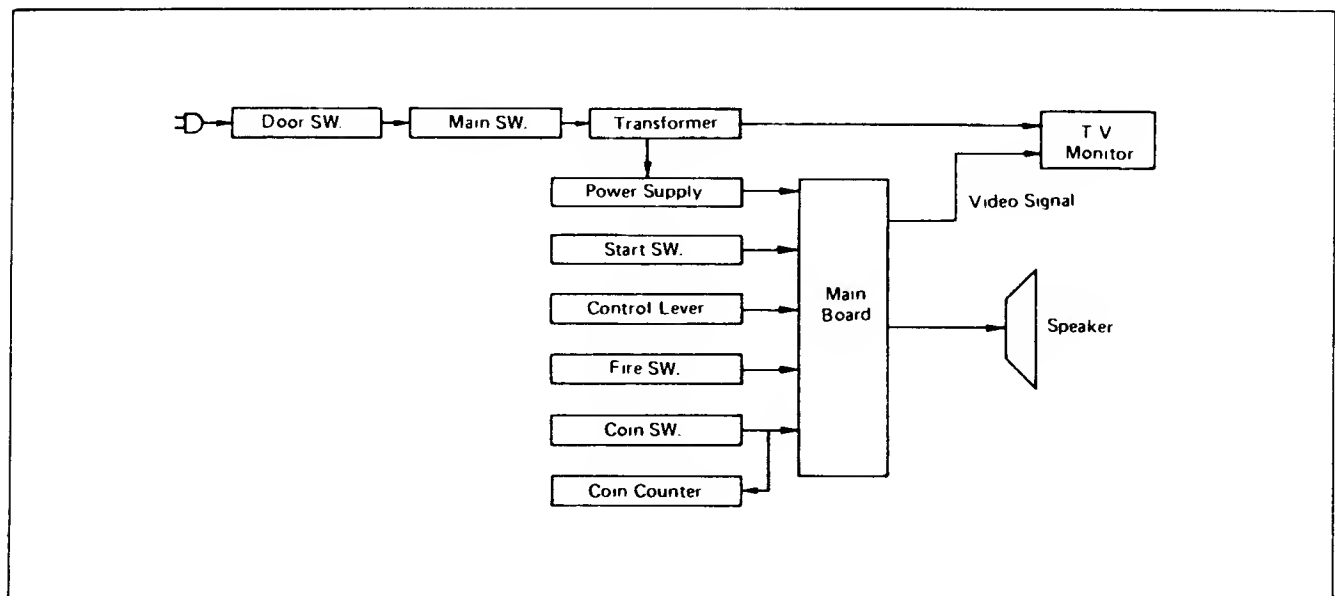 Door SW.
Main SW.
Transformer
T V
Monitor
Power Supply
Video Signal
Start SW.
Main
Board
Control Lever
Speaker
Fire SW.
Coin SW.
Coin Counter